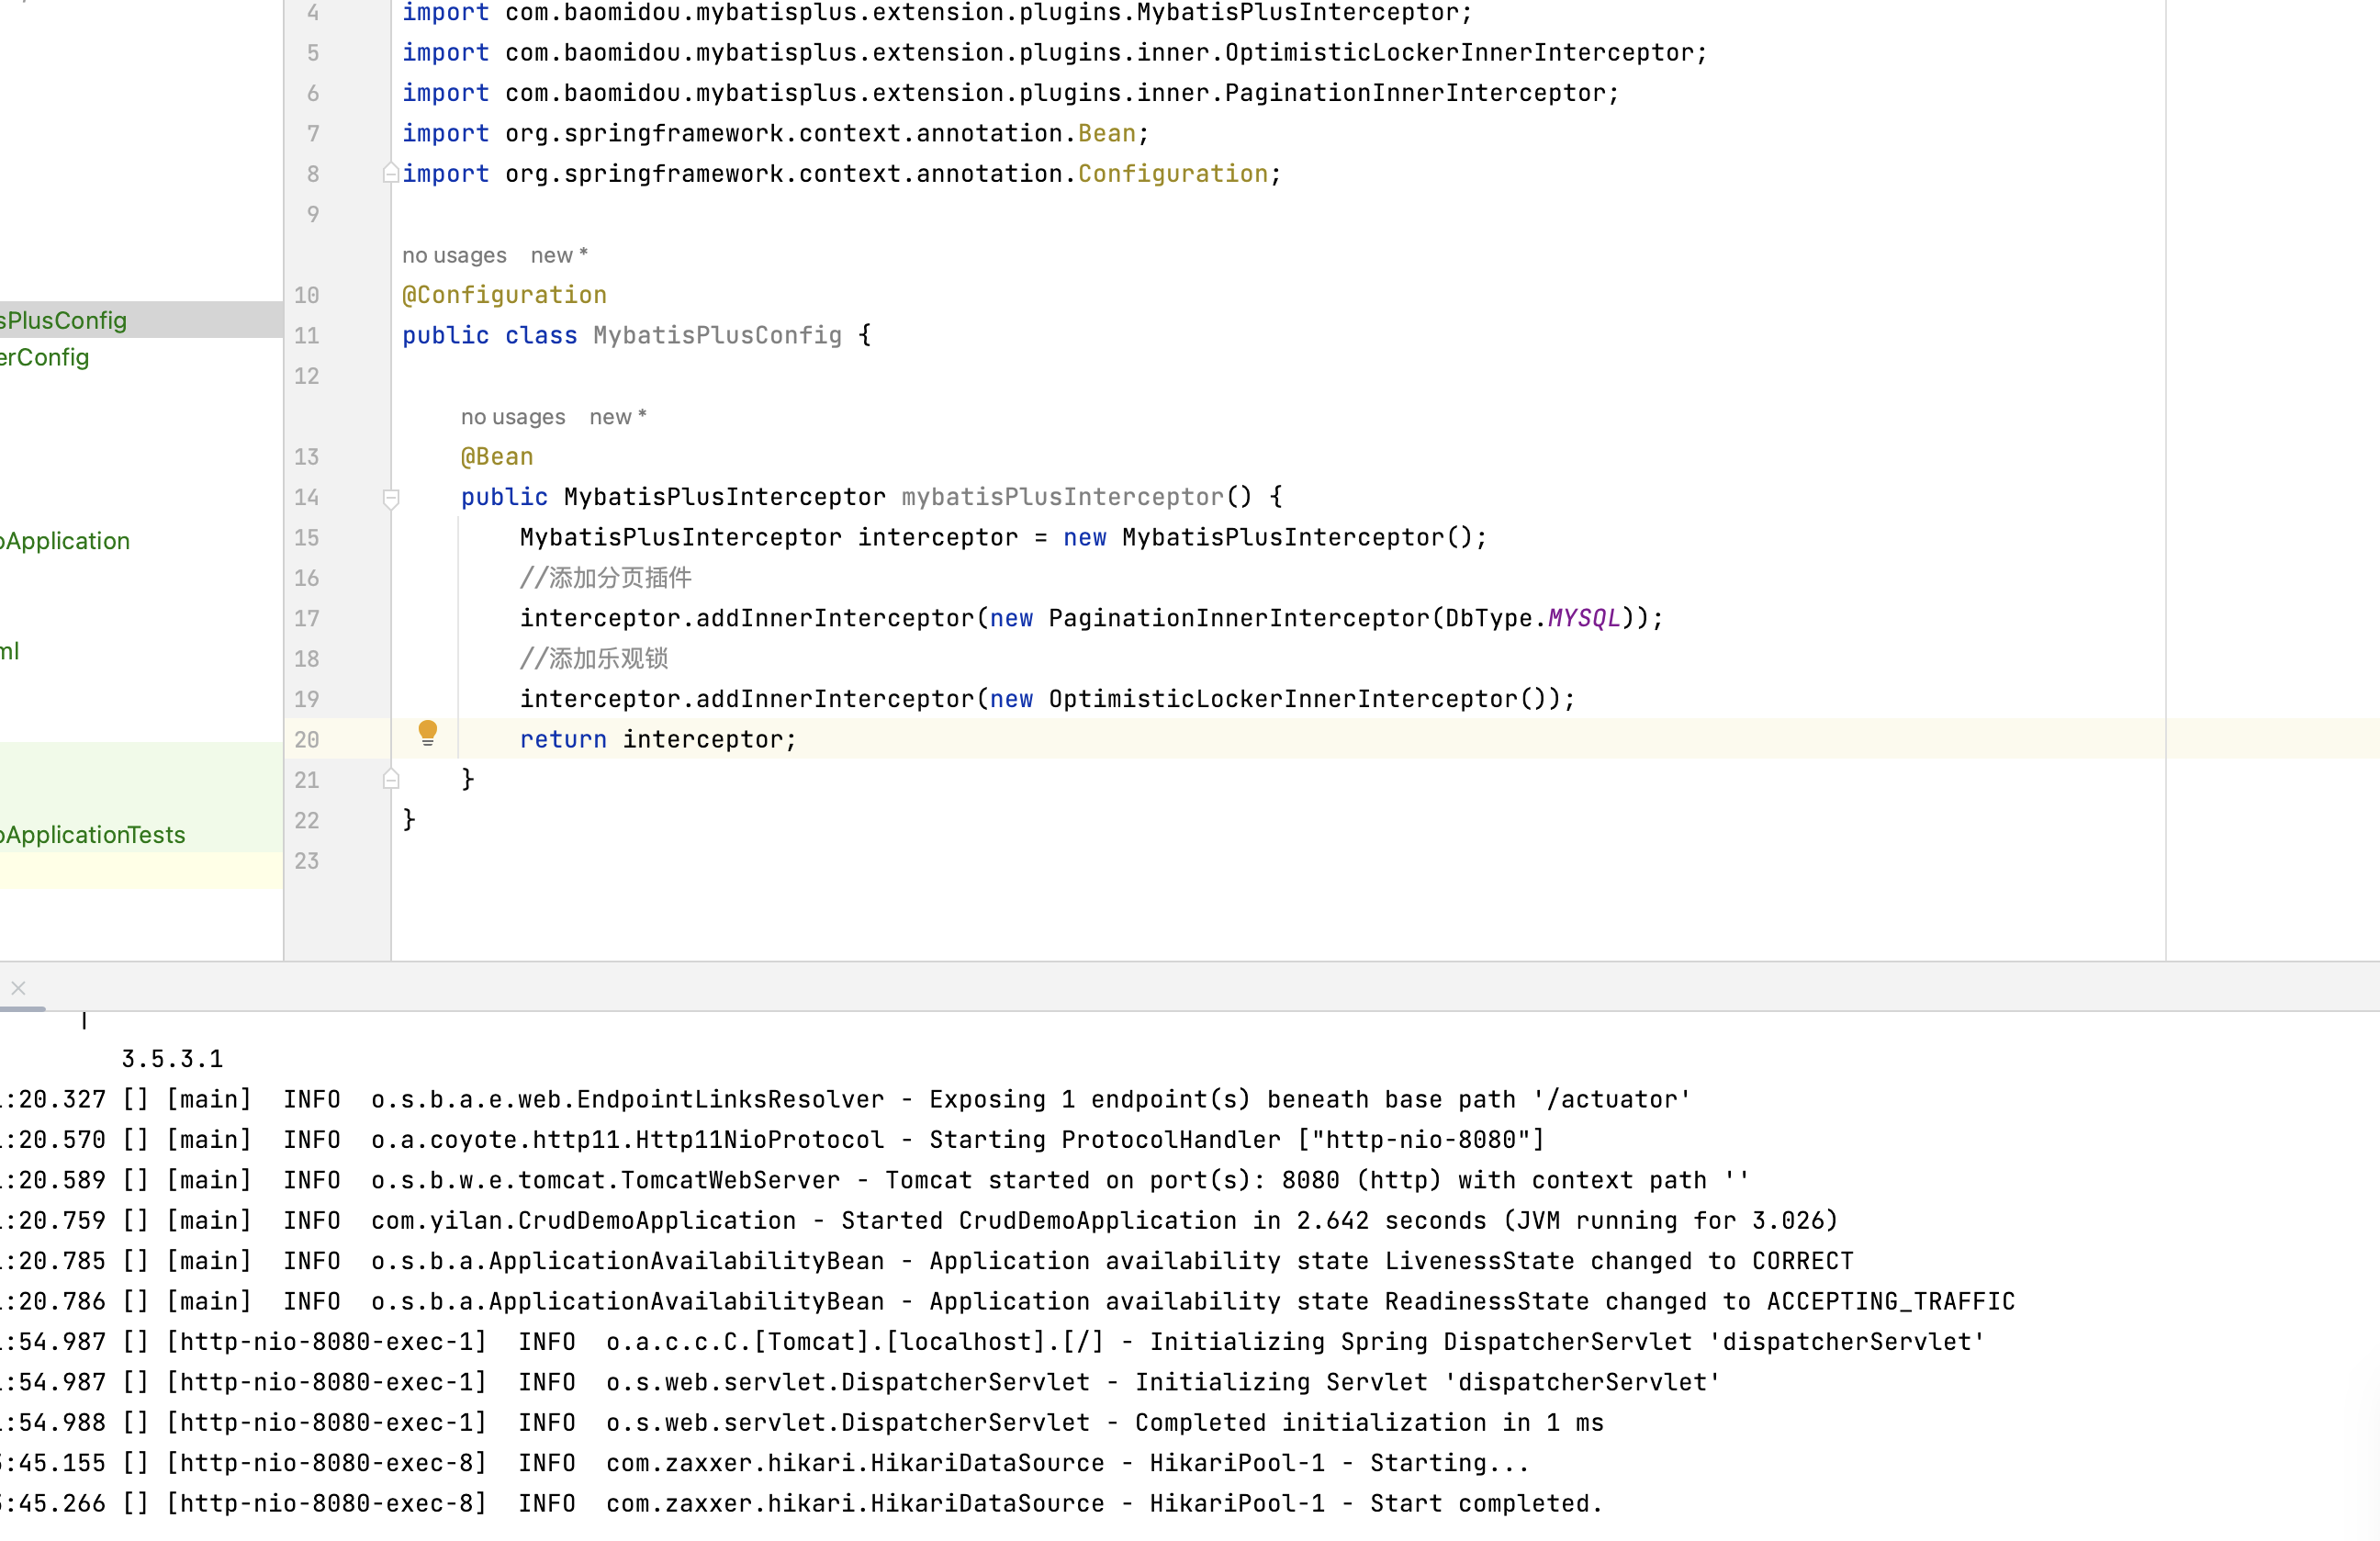 4 import com.baomidou.mybatisplus.extension.plugins.MybatisPlusInterceptor;
5 import com.baomidou.mybatisplus.extension.plugins.inner.OptimisticLockerInnerInterceptor;
6 import com.baomidou.mybatisplus.extension.plugins.inner.PaginationInnerInterceptor;
7 import org.springframework.context.annotation.Bean;
8 import org.springframework.context.annotation.Configuration;
9
no usages new *
10 @Configuration
sPlusConfig
11 public class MybatisPlusConfig {
erConfig
12
no usages new *
13 @Bean
14 public MybatisPlusInterceptor mybatisPlusInterceptor() {
15 MybatisPlusInterceptor interceptor = new MybatisPlusInterceptor();
oApplication
16 //添加分页插件
17 interceptor.addInnerInterceptor(new PaginationInnerInterceptor(DbType.MYSQL));
ml
18 //添加乐观锁
19 interceptor.addInnerInterceptor(new OptimisticLockerInnerInterceptor());
20 return interceptor;
21 }
22 }
oApplicationTests
23
|
3.5.3.1
:20.327 [] [main] INFO o.s.b.a.e.web.EndpointLinksResolver - Exposing 1 endpoint(s) beneath base path '/actuator'
:20.570 [] [main] INFO o.a.coyote.http11.Http11NioProtocol - Starting ProtocolHandler ["http-nio-8080"]
:20.589 [] [main] INFO o.s.b.w.e.tomcat.TomcatWebServer - Tomcat started on port(s): 8080 (http) with context path ''
:20.759 [] [main] INFO com.yilan.CrudDemoApplication - Started CrudDemoApplication in 2.642 seconds (JVM running for 3.026)
:20.785 [] [main] INFO o.s.b.a.ApplicationAvailabilityBean - Application availability state LivenessState changed to CORRECT
:20.786 [] [main] INFO o.s.b.a.ApplicationAvailabilityBean - Application availability state ReadinessState changed to ACCEPTING_TRAFFIC
:54.987 [] [http-nio-8080-exec-1] INFO o.a.c.c.C.[Tomcat].[localhost].[/] - Initializing Spring DispatcherServlet 'dispatcherServlet'
:54.987 [] [http-nio-8080-exec-1] INFO o.s.web.servlet.DispatcherServlet - Initializing Servlet 'dispatcherServlet'
:54.988 [] [http-nio-8080-exec-1] INFO o.s.web.servlet.DispatcherServlet - Completed initialization in 1 ms
:45.155 [] [http-nio-8080-exec-8] INFO com.zaxxer.hikari.HikariDataSource - HikariPool-1 - Starting...
:45.266 [] [http-nio-8080-exec-8] INFO com.zaxxer.hikari.HikariDataSource - HikariPool-1 - Start completed.